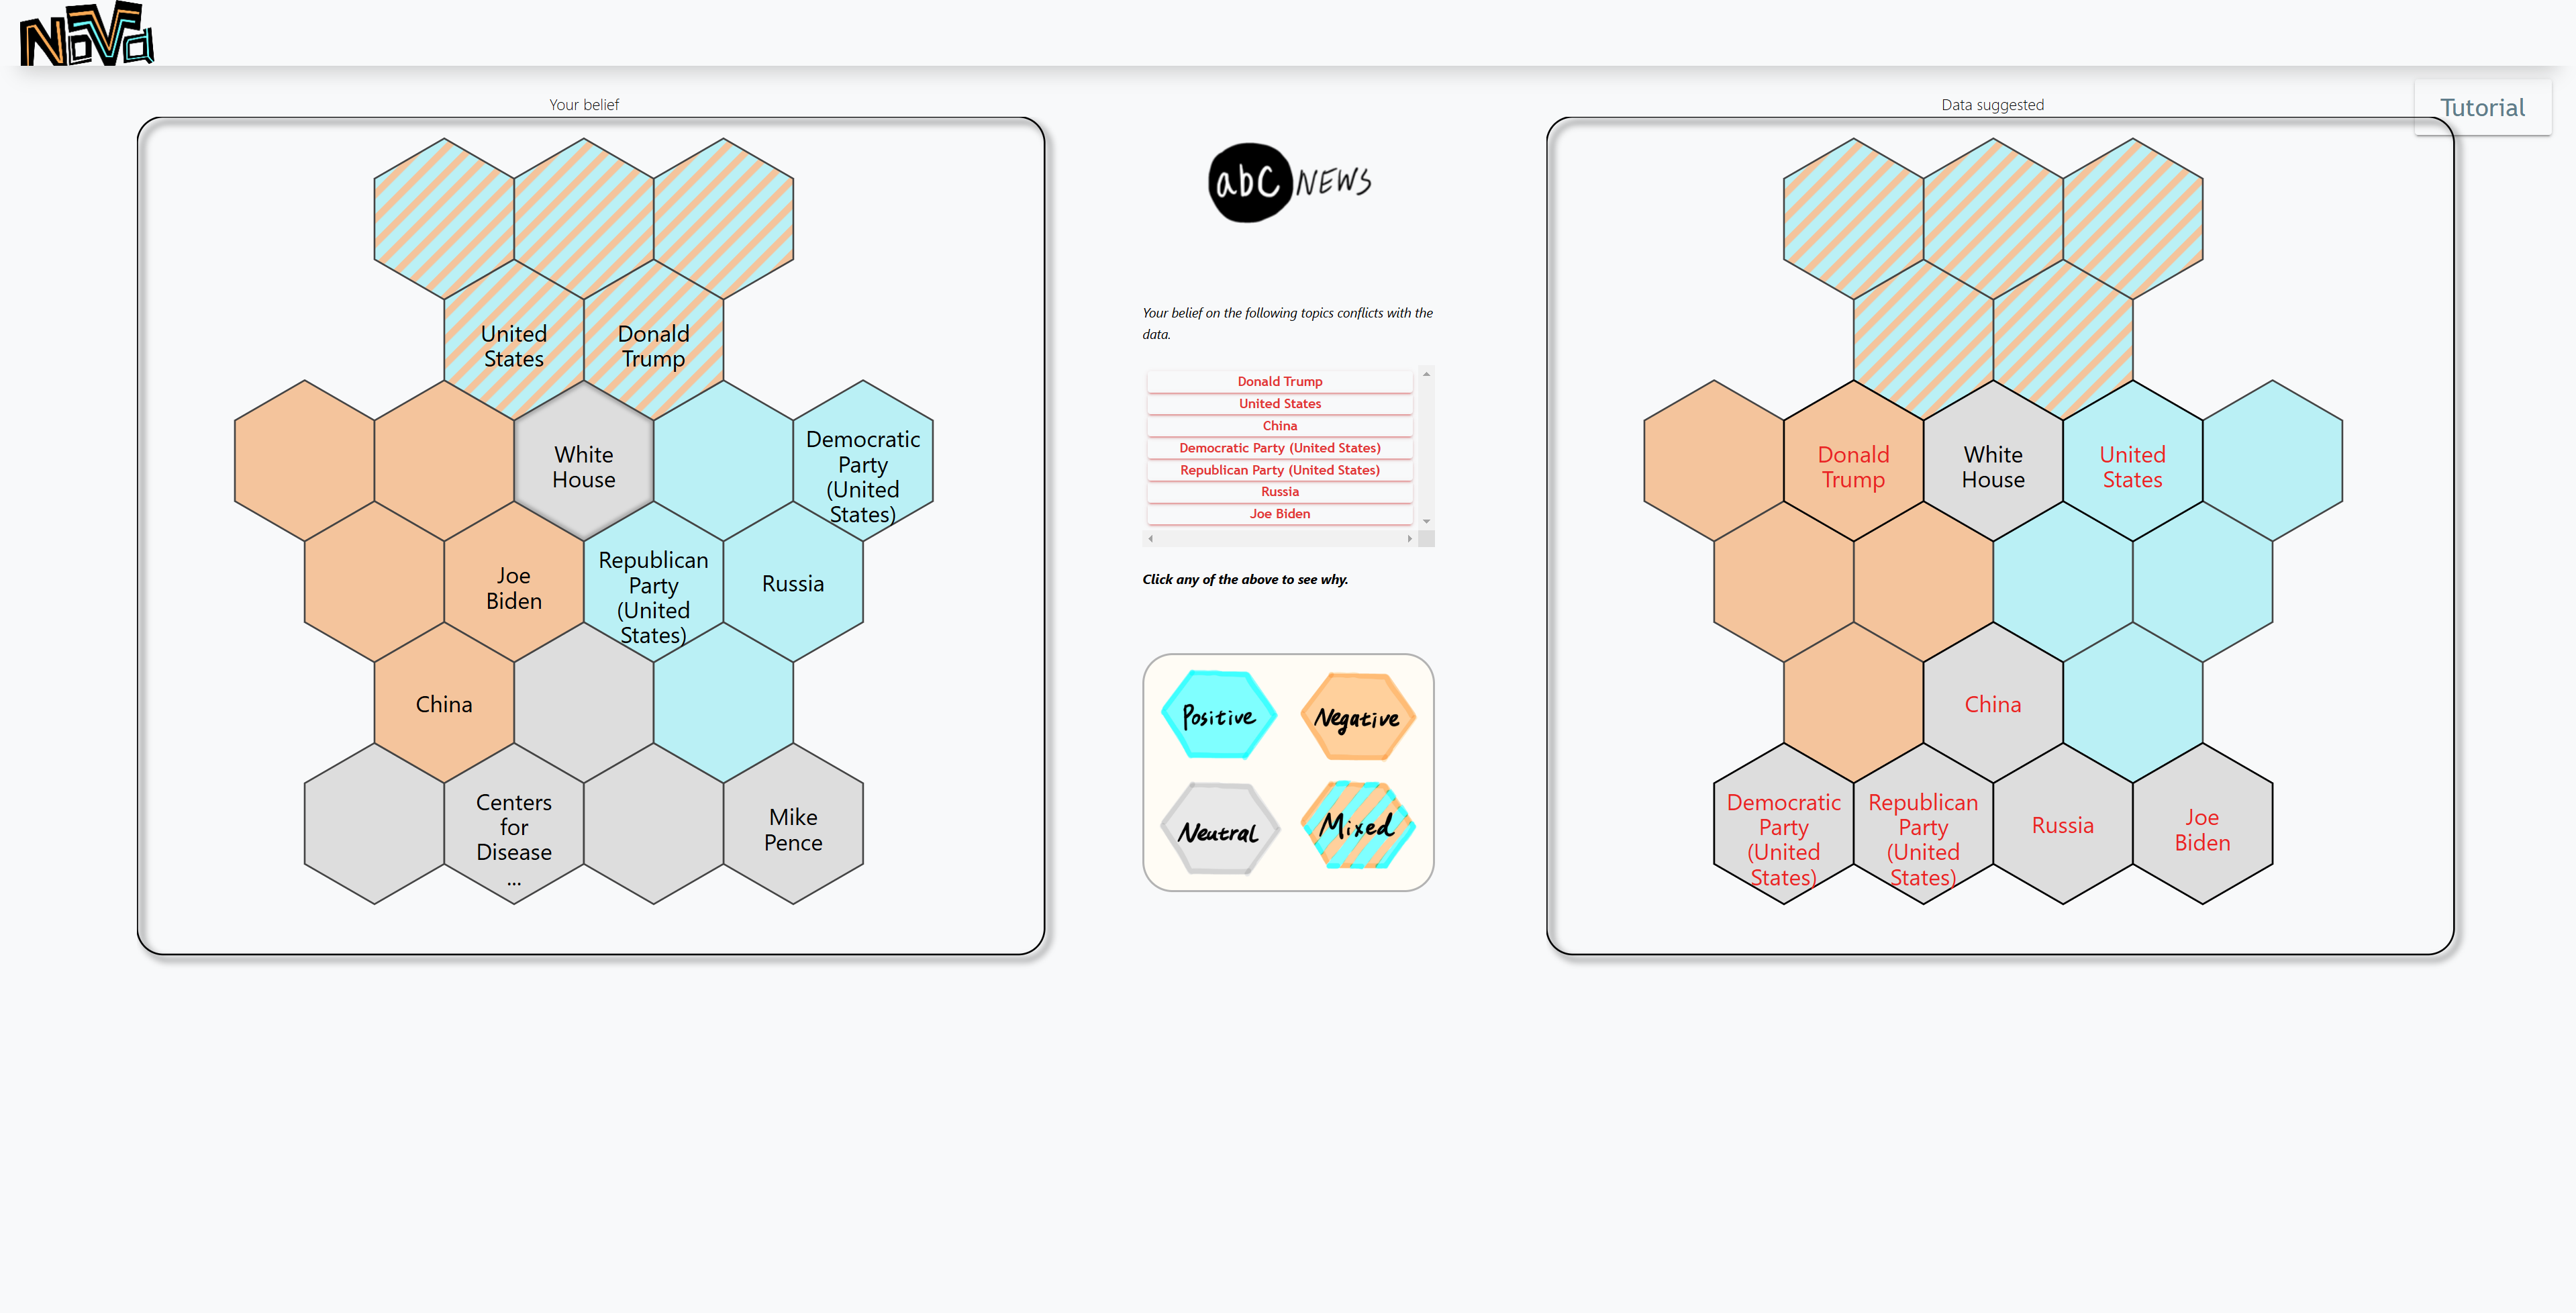 NOVA
Tutorial
Your belief
United
States
Donald
Trump
White
House
Democratic
Party
(United
States)
Joe
Biden
Republican
Party
(United
States)
Russia
China
Centers
for
Disease
...
Mike
Pence
abc NEWS
Your belief on the following topics conflicts with the
data.
Donald Trump
United States
China
Democratic Party (United States)
Republican Party (United States)
Russia
Joe Biden
Click any of the above to see why.
Positive
Negative
Neutral
Mixed
Data suggested
Donald
Trump
White
House
United
States
China
Democratic
Party
(United
States)
Republican
Party
(United
States)
Russia
Joe
Biden